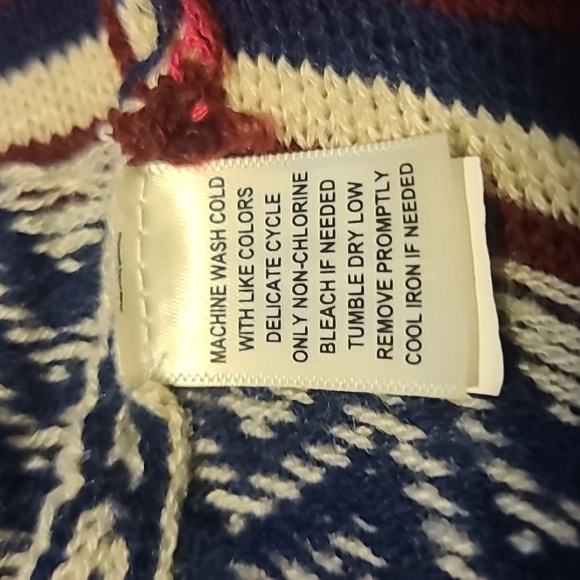 MACHINE WASH COLD
WITH LIKE COLORS
DELICATE CYCLE
ONLY NON-CHLORINE
BLEACH IF NEEDED
TUMBLE DRY LOW
REMOVE PROMPTLY
COOL IRON IF NEEDED